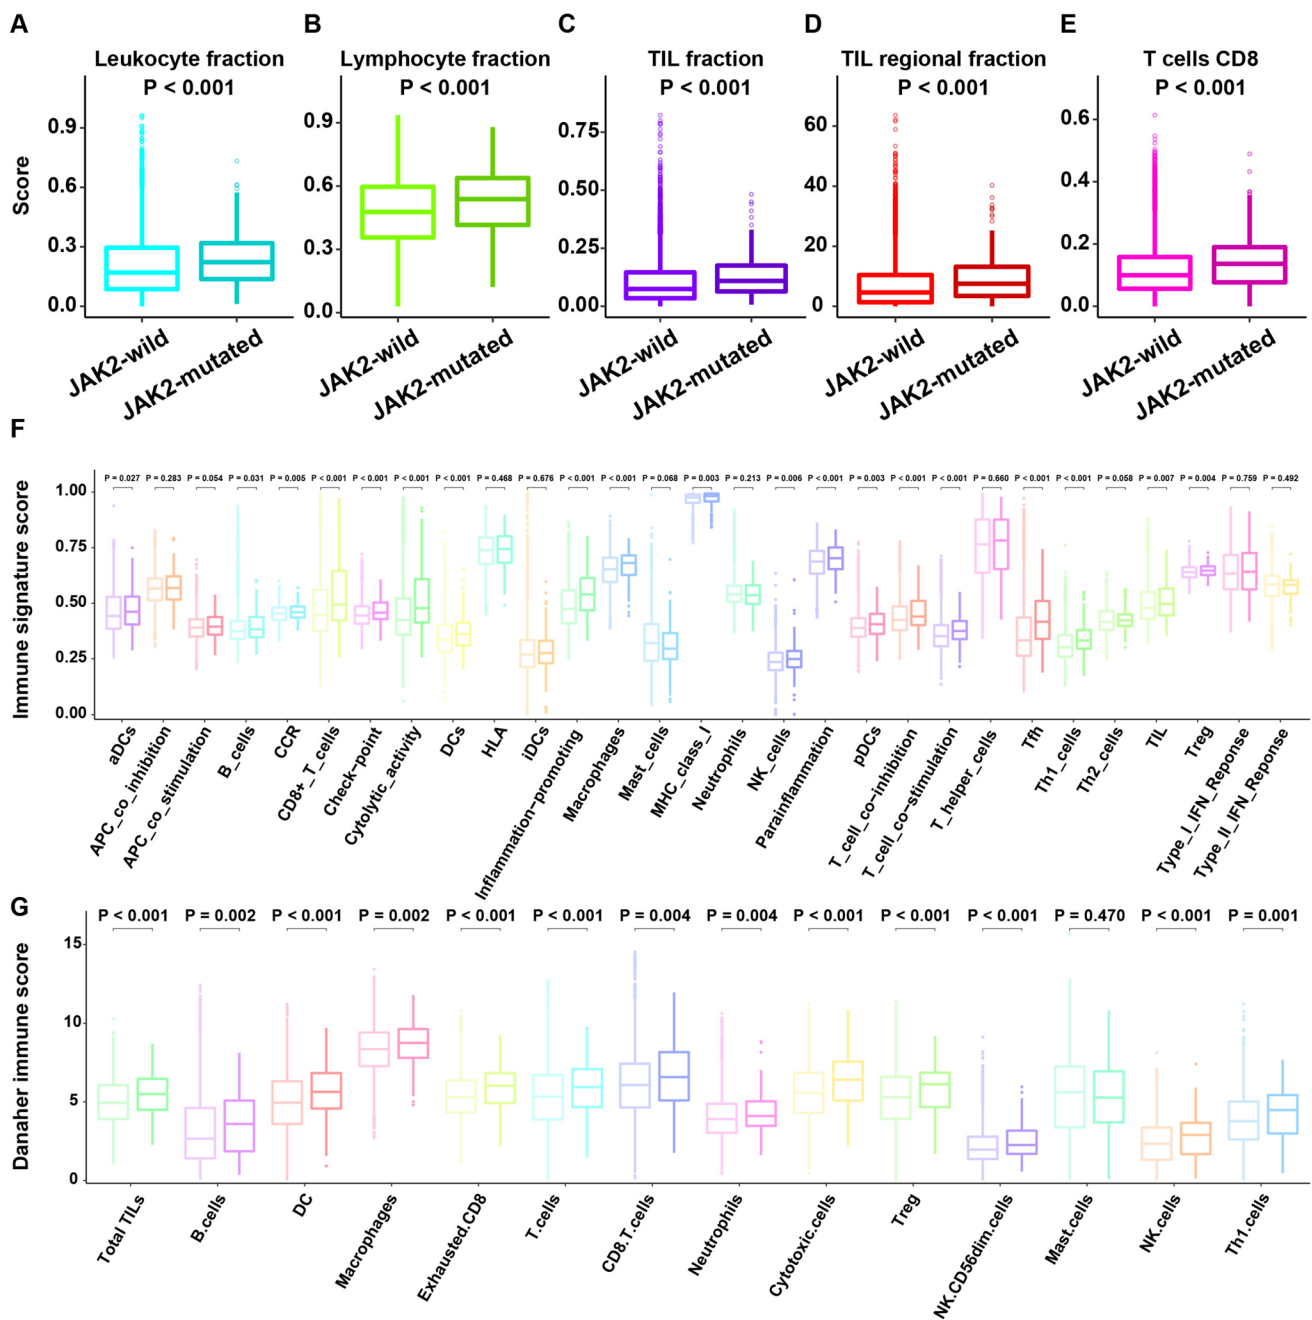 A
B
C
D
E
Leukocyte fraction
Lymphocyte fraction
TIL fraction
TIL regional fraction
T cells CD8
P < 0.001
P < 0.001
P < 0.001
P < 0.001
P < 0.001
Score
0.9
0.6
0.3
0.0
0.9
0.6
0.3
0.0
0.75
0.50
0.25
0.00
60
40
20
0
0.6
0.4
0.2
0.0
JAK2-wild
JAK2-mutated
JAK2-wild
JAK2-mutated
JAK2-wild
JAK2-mutated
JAK2-wild
JAK2-mutated
JAK2-wild
JAK2-mutated
F
P = 0.027
P = 0.283
P = 0.054
P = 0.031
P = 0.005
P < 0.001
P < 0.001
P < 0.001
P < 0.001
P = 0.468
P = 0.676
P < 0.001
P < 0.001
P = 0.068
P = 0.003
P = 0.213
P = 0.006
P < 0.001
P = 0.003
P < 0.001
P < 0.001
P = 0.660
P < 0.001
P < 0.001
P = 0.058
P = 0.007
P = 0.004
P = 0.759
P = 0.492
Immune signature score
1.00
0.75
0.50
0.25
0.00
aDCs
APC_co_inhibition
APC_co_stimulation
B_cells
CCR
CD8+_T_cells
Check-point
Cytolytic_activity
DCs
HLA
iDCs
Inflammation-promoting
Macrophages
Mast_cells
MHC_class_I
Neutrophils
NK_cells
Parainflammation
pDCs
T_cell_co-inhibition
T_cell_co-stimulation
T_helper_cells
Tfh
Th1_cells
Th2_cells
TIL
Treg
Type_I_IFN_Reponse
Type_II_IFN_Reponse
G
P < 0.001
P = 0.002
P < 0.001
P = 0.002
P < 0.001
P < 0.001
P = 0.004
P = 0.004
P < 0.001
P < 0.001
P < 0.001
P = 0.470
P < 0.001
P = 0.001
Danaher immune score
15
10
5
0
Total TILs
B.cells
DC
Macrophages
Exhausted.CD8
T.cells
CD8.T.cells
Neutrophils
Cytotoxic.cells
Treg
NK.CD56dim.cells
Mast.cells
NK.cells
Th1.cells